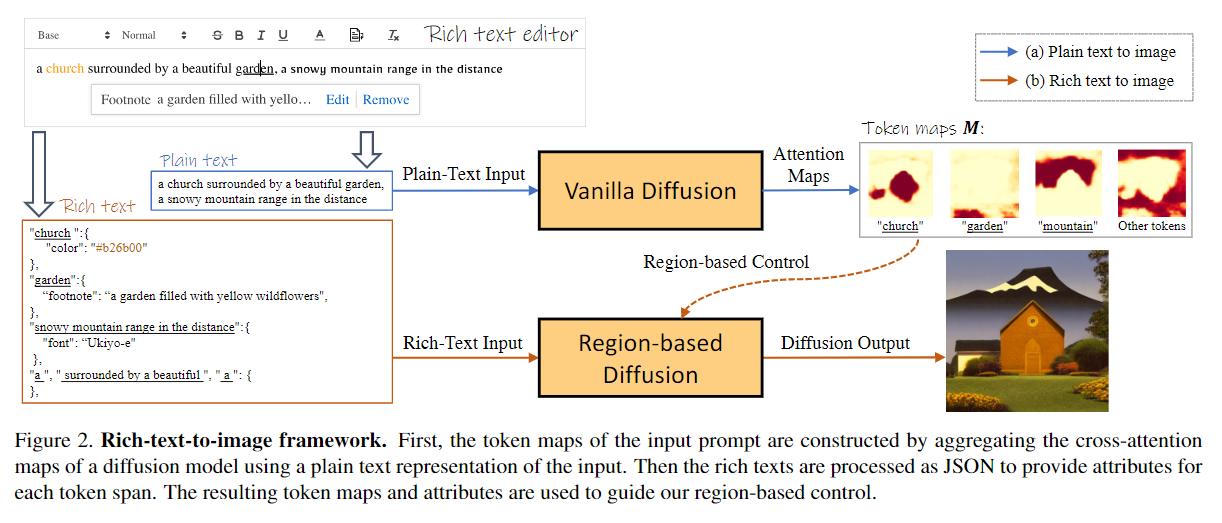 Base Normal S B I U A Tx Rich text editor
a church surrounded by a beautiful garden, a snowy mountain range in the distance
Footnote a garden filled with yello... Edit Remove
(a) Plain text to image
(b) Rich text to image
Plain text
a church surrounded by a beautiful garden,
a snowy mountain range in the distance
Plain-Text Input
Vanilla Diffusion
Attention
Maps
Token maps M:
"church" "garden" "mountain" Other tokens
Region-based Control
Rich text
"church ":{
"color": "#b26b00"
},
"garden":{
"footnote": "a garden filled with yellow wildflowers",
},
"snowy mountain range in the distance":{
"font": "Ukiyo-e"
},
"a ", " surrounded by a beautiful ", " a ": {
},
Rich-Text Input
Region-based
Diffusion
Diffusion Output
Figure 2. Rich-text-to-image framework. First, the token maps of the input prompt are constructed by aggregating the cross-attention
maps of a diffusion model using a plain text representation of the input. Then the rich texts are processed as JSON to provide attributes for
each token span. The resulting token maps and attributes are used to guide our region-based control.